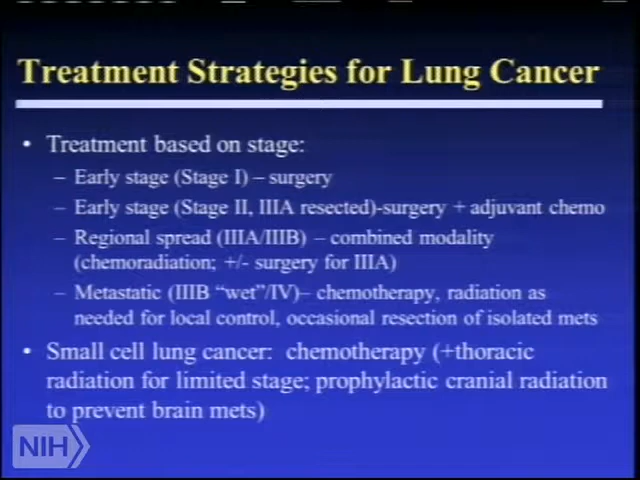 Treatment Strategies for Lung Cancer
• Treatment based on stage:
– Early stage (Stage I) – surgery
– Early stage (Stage II, IIIA resected)-surgery + adjuvant chemo
– Regional spread (IIIA/IIIB) – combined modality
(chemoradiation; +/- surgery for IIIA)
– Metastatic (IIIB “wet”/IV)– chemotherapy, radiation as
needed for local control, occasional resection of isolated mets
• Small cell lung cancer:  chemotherapy (+thoracic
radiation for limited stage; prophylactic cranial radiation
to prevent brain mets)
NIH